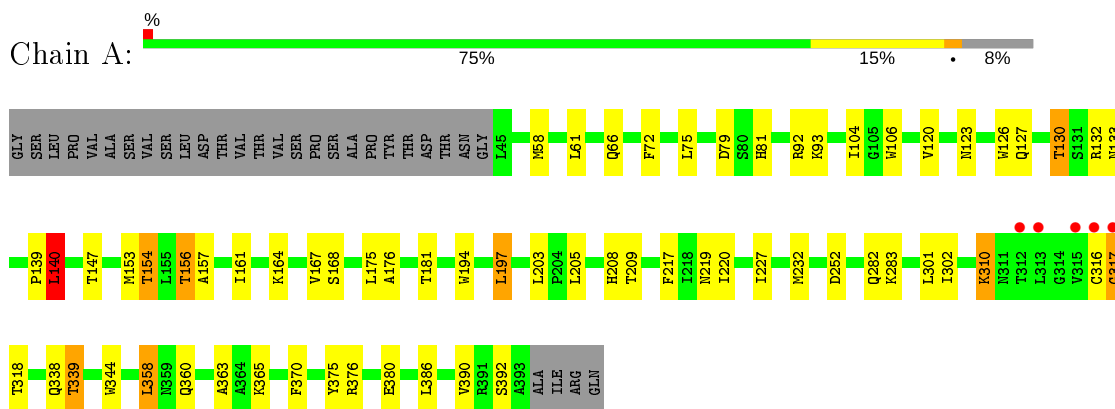 %
Chain A:
75% 15% • 8%
GLY SER LEU PRO VAL ALA SER VAL SER LEU ASP THR VAL THR VAL SER PRO SER ALA PRO TYR THR THR ASP THR THR ASN GLY L45 M58 L61 Q66 F72 L75 D79 S80 H81 R92 K93 I104 G105 W106 V120 N123 W126 Q127 T130 S131 R132 N133
P139 L140 T147 M153 T154 L155 T156 A157 I161 K164 V167 S168 L175 A176 T181 W194 L197 L203 P204 L205 H208 T209 F217 I218 N219 I220 I227 M232 D252 Q282 K283 L301 I302 K310 N311 T312 L313 G314 V315 C316
T318 Q338 T339 W344 L358 N359 Q360 A363 A364 K365 F370 Y375 R376 E380 L386 V390 R391 S392 A393 ALA ILE ARG GLN